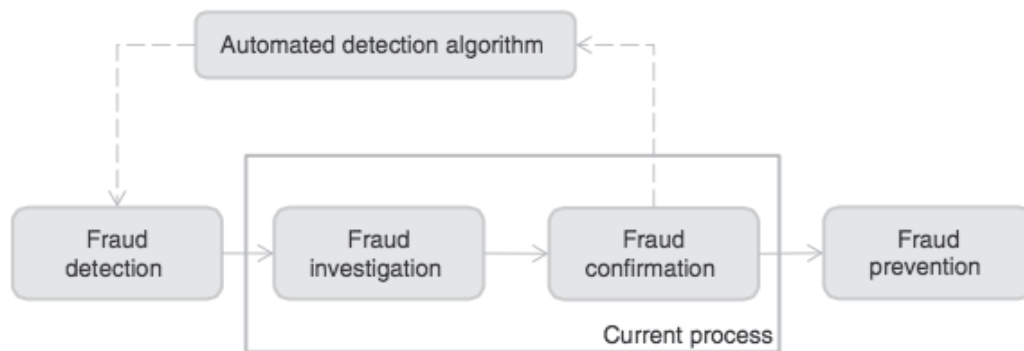 Automated detection algorithm
Fraud
detection
Fraud
investigation
Fraud
confirmation
Fraud
prevention
Current process